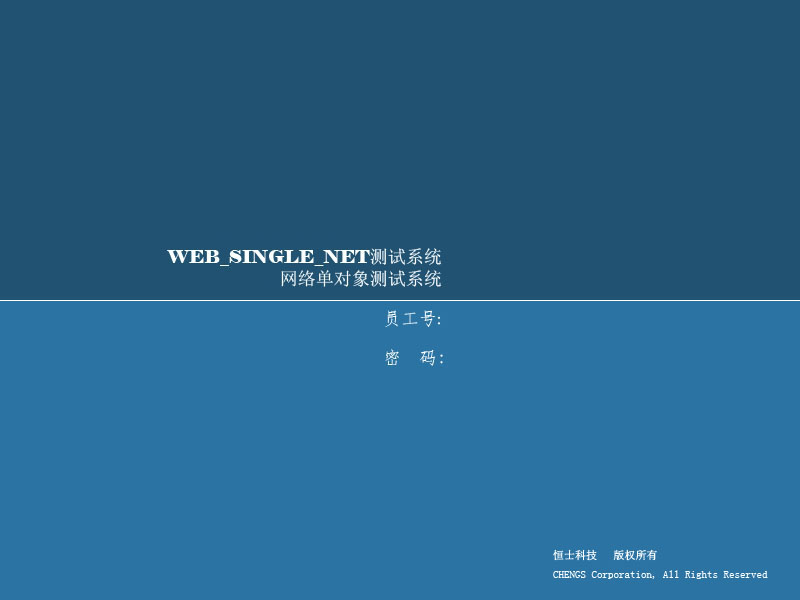 WEB_SINGLE_NET测试系统
网络单对象测试系统
员工号:
密 码:
恒士科技 版权所有
CHENGS Corporation, All Rights Reserved